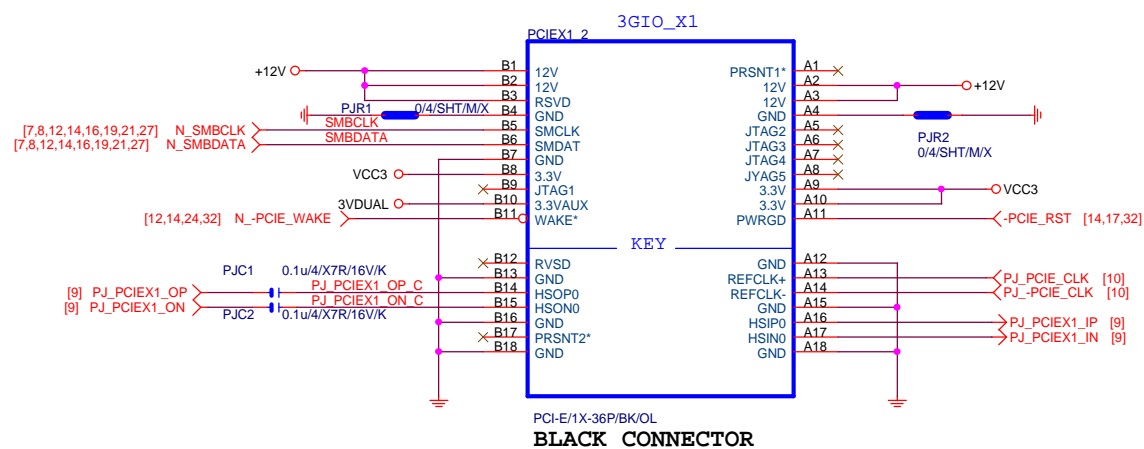 3GIO_X1
PCIEX1_2
+12V B1 12V PRSNT1* A1
B2 12V 12V A2 +12V
B3 RSVD 12V A3
PJR1 0/4/SHT/M/X B4 GND GND A4
[7,8,12,14,16,19,21,27] N_SMBCLK SMBCLK B5 SMCLK JTAG2 A5 PJR2
[7,8,12,14,16,19,21,27] N_SMBDATA SMBDATA B6 SMDAT JTAG3 A6 0/4/SHT/M/X
B7 GND JTAG4 A7
VCC3 B8 3.3V JYAG5 A8
B9 JTAG1 3.3V A9 VCC3
3VDUAL B10 3.3VAUX 3.3V A10
[12,14,24,32] N_-PCIE_WAKE B11 WAKE* PWRGD A11 -PCIE_RST [14,17,32]
KEY
B12 RVSD GND A12
PJC1 0.1u/4/X7R/16V/K B13 GND REFCLK+ A13 PJ_PCIE_CLK [10]
[9] PJ_PCIEX1_OP PJ_PCIEX1_OP_C B14 HSOP0 REFCLK- A14 PJ_-PCIE_CLK [10]
[9] PJ_PCIEX1_ON PJ_PCIEX1_ON_C B15 HSON0 GND A15
PJC2 0.1u/4/X7R/16V/K B16 GND HSIP0 A16 PJ_PCIEX1_IP [9]
B17 PRSNT2* HSIN0 A17 PJ_PCIEX1_IN [9]
B18 GND GND A18
PCI-E/1X-36P/BK/OL
BLACK CONNECTOR